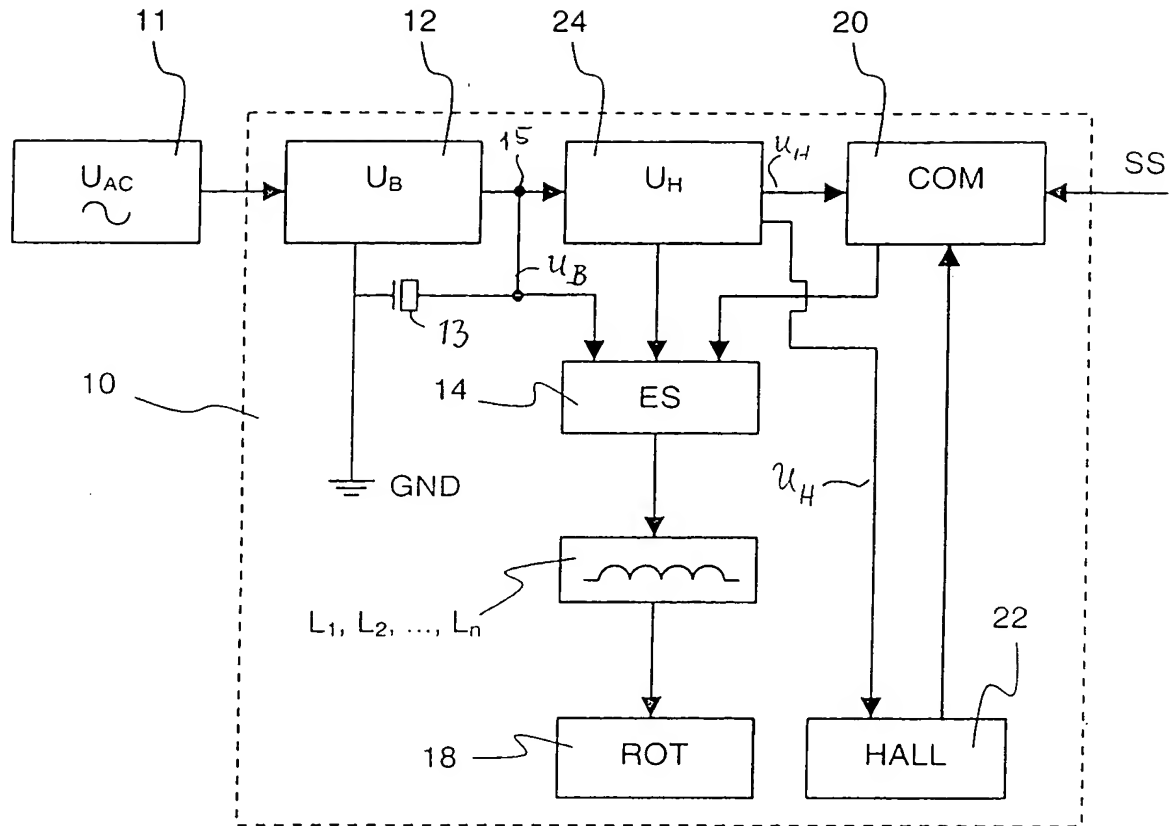 11
12
24
20
U_AC
U_B
15
U_H
u_H
COM
SS
u_B
13
10
14
ES
GND
U_H
L₁, L₂, ..., Lₙ
22
18
ROT
HALL